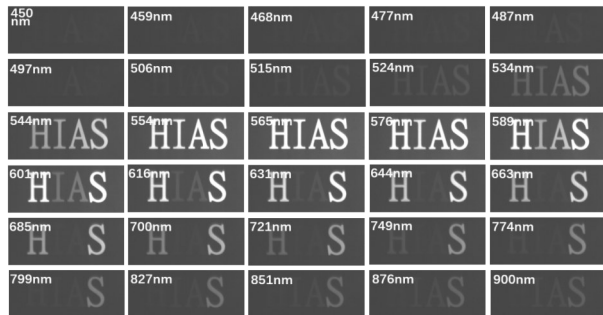 450 nm 459nm 468nm 477nm 487nm
497nm 506nm 515nm 524nm 534nm
544nm 554nm 565nm 576nm 589nm
HIAS HIAS HIAS HIAS HIAS
601nm 616nm 631nm 644nm 663nm
HIAS HIAS H S H S H S
685nm 700nm 721nm 749nm 774nm
H S H S H S H S H S
799nm 827nm 851nm 876nm 900nm